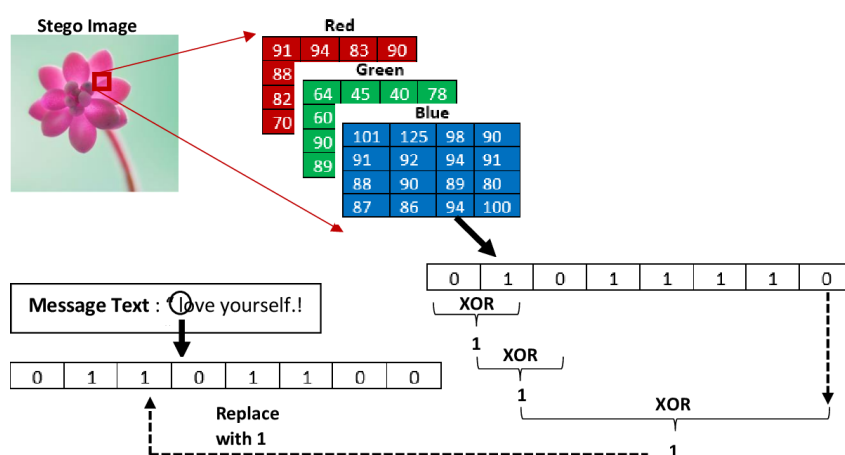 Stego Image
Red
91 94 83 90
88
82
70
Green
64 45 40 78
60
90
89
Blue
101 125 98 90
91 92 94 91
88 90 89 80
87 86 94 100
0 1 0 1 1 1 1 0
XOR
1
XOR
1
XOR
1
Message Text : “love yourself.!
0 1 1 0 1 1 0 0
Replace
with 1